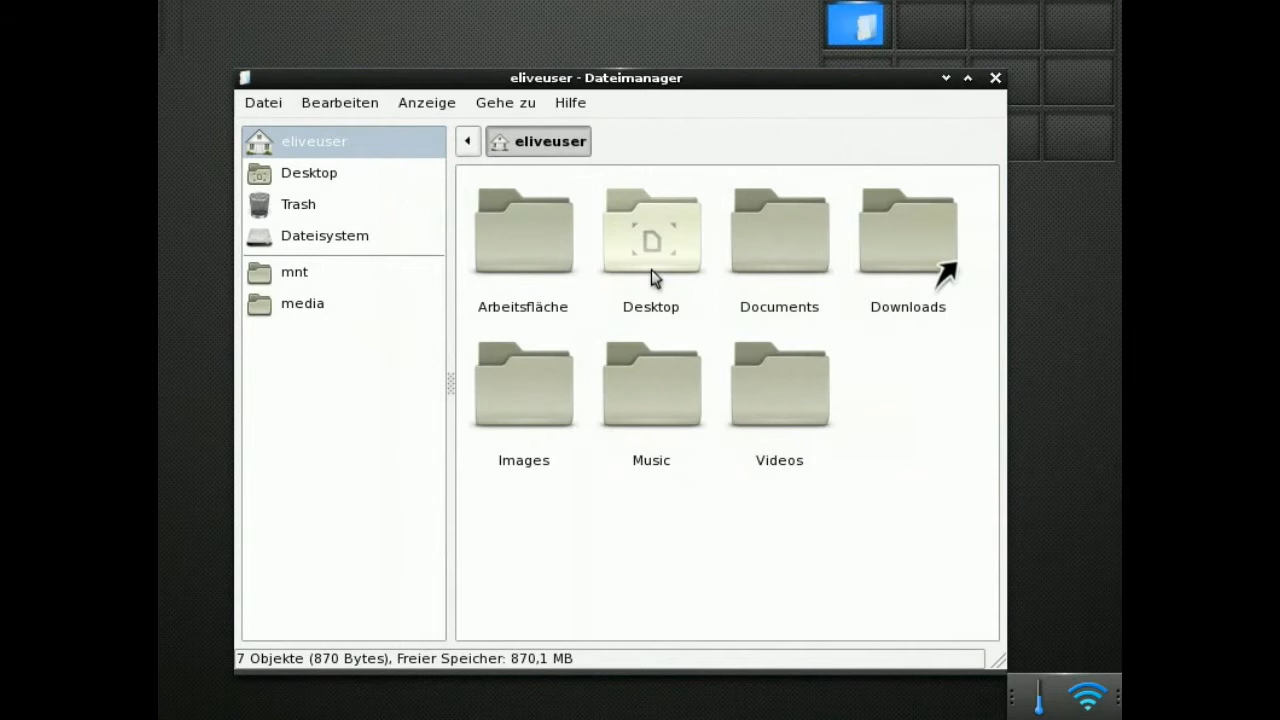 eliveuser - Dateimanager
Datei Bearbeiten Anzeige Gehe zu Hilfe
eliveuser
Desktop
Trash
Dateisystem
mnt
media
eliveuser
Arbeitsfläche Desktop Documents Downloads
Images Music Videos
7 Objekte (870 Bytes), Freier Speicher: 870,1 MB